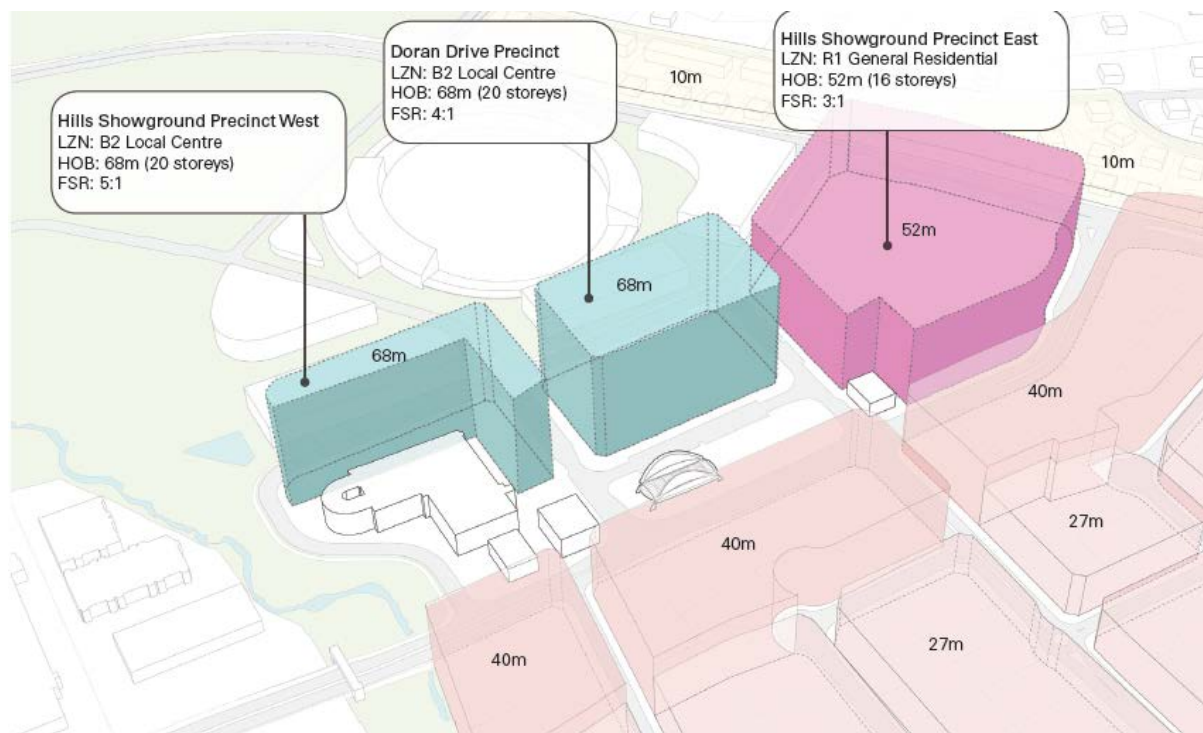 Hills Showground Precinct West
LZN: B2 Local Centre
HOB: 68m (20 storeys)
FSR: 5:1
Doran Drive Precinct
LZN: B2 Local Centre
HOB: 68m (20 storeys)
FSR: 4:1
Hills Showground Precinct East
LZN: R1 General Residential
HOB: 52m (16 storeys)
FSR: 3:1
10m
10m
52m
68m
68m
40m
27m
40m
27m
40m